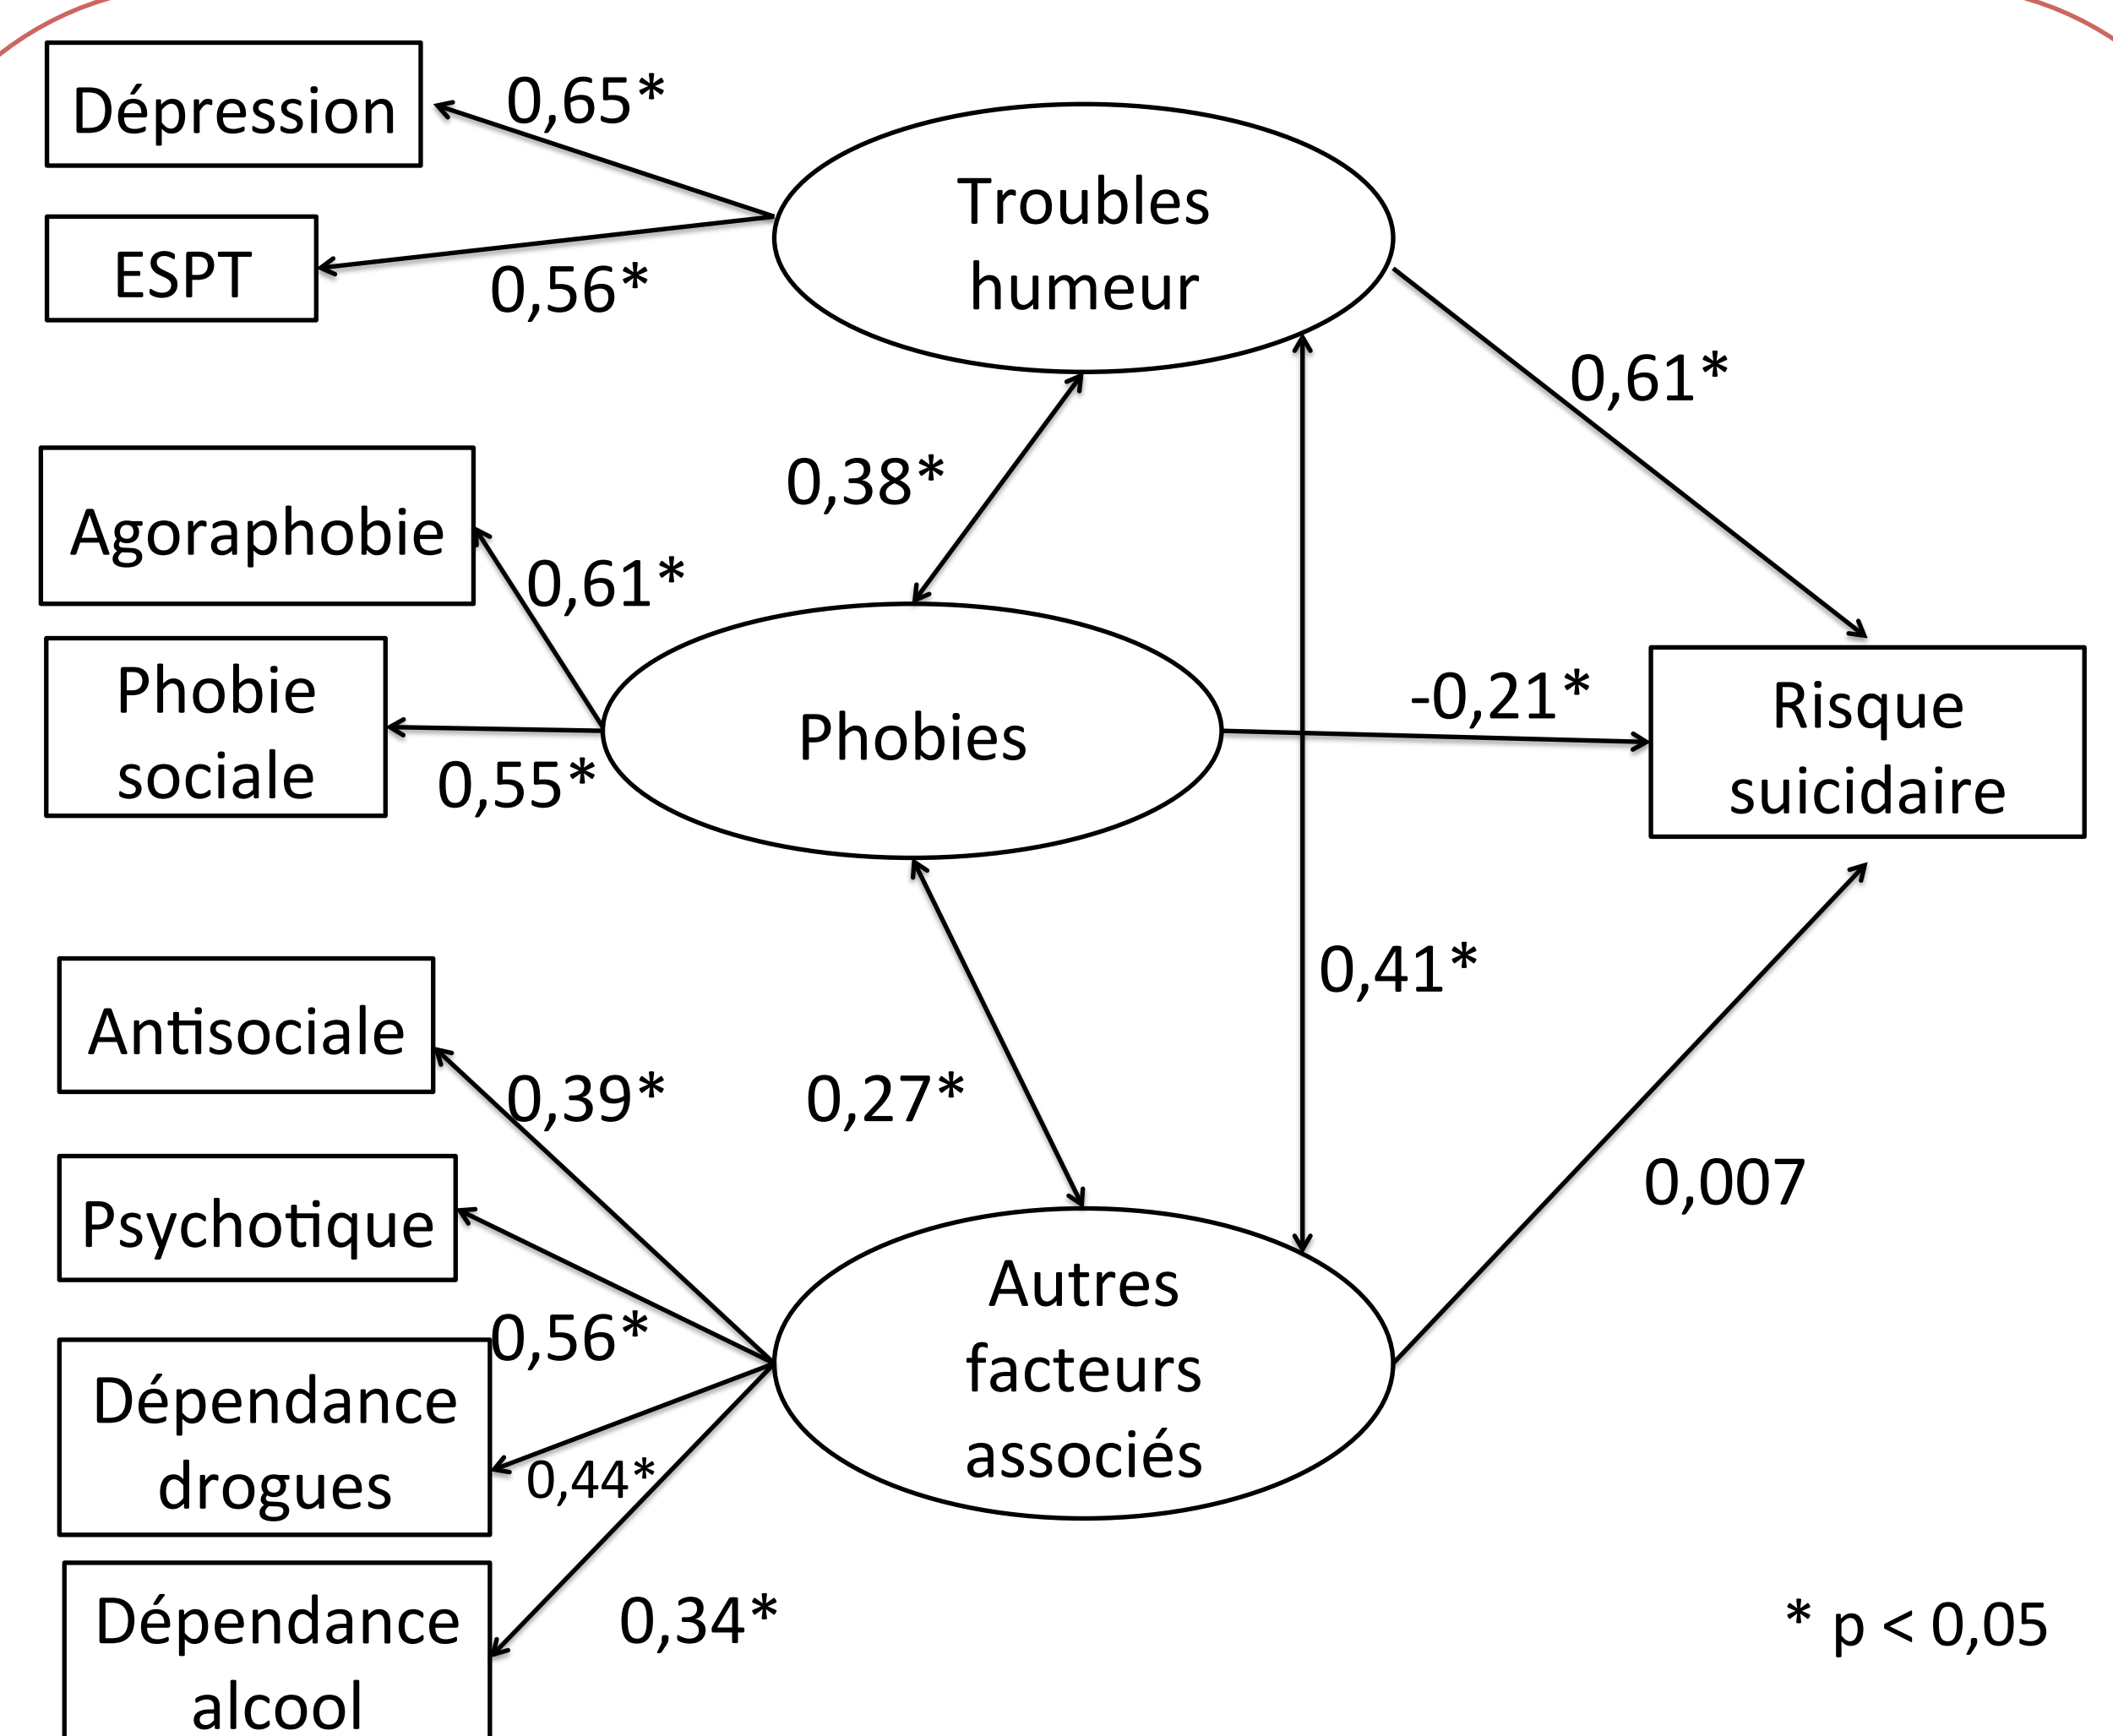 Dépression
0,65*
Troubles
humeur
ESPT
0,56*
0,61*
0,38*
Agoraphobie
0,61*
Phobie
sociale
0,55*
Phobies
-0,21*
Risque
suicidaire
0,41*
Antisociale
0,39*
0,27*
0,007
Psychotique
0,56*
Autres
facteurs
associés
Dépendance
drogues
0,44*
Dépendance
alcool
0,34*
* p < 0,05